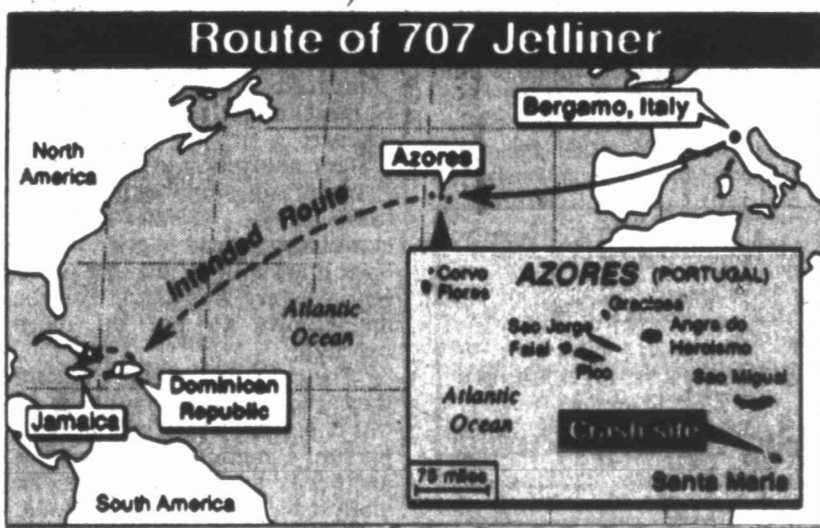 Route of 707 Jetliner
Bergamo, Italy
North
America
Azores
Intended Route
Atlantic
Ocean
Dominican
Republic
Jamaica
South America
AZORES (PORTUGAL)
Corvo
Flores
Graciosa
Sao Jorge
Faial
Pico
Angra do
Heroismo
Sao Miguel
Atlantic
Ocean
Crash site
75 miles
Santa Maria